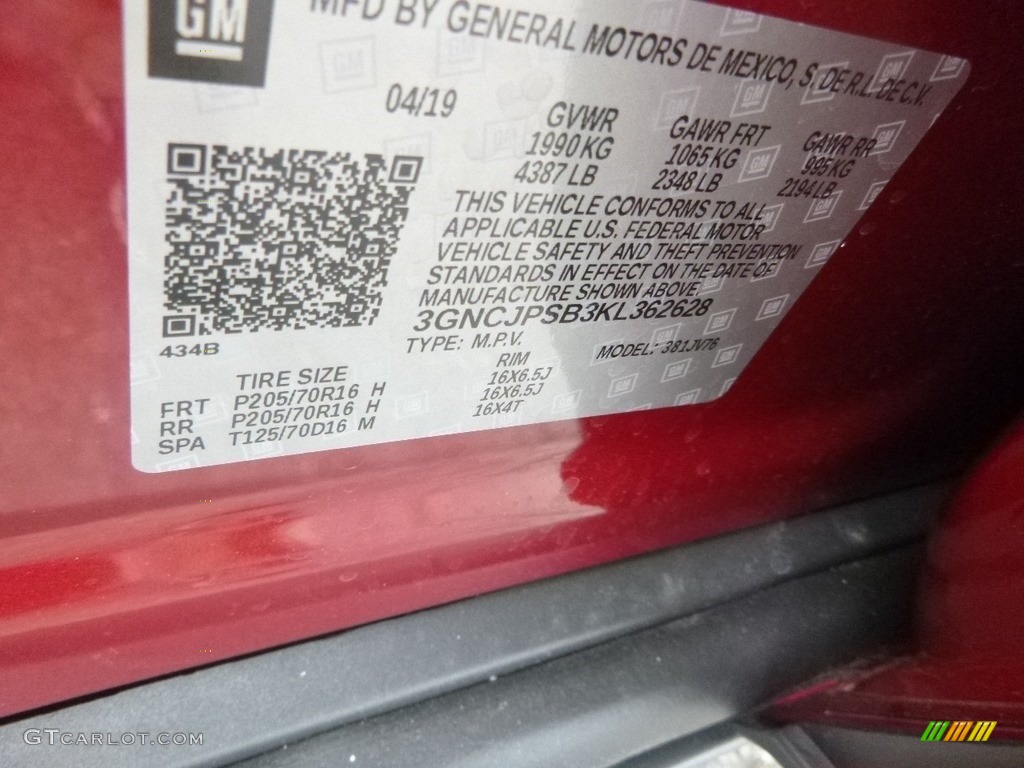 GM
MFD BY GENERAL MOTORS DE MEXICO, S. DE R.L. DE C.V.
04/19 GVWR GAWR FRT GAWR RR
1990 KG 1065 KG 995 KG
4387 LB 2348 LB 2194 LB
THIS VEHICLE CONFORMS TO ALL
APPLICABLE U.S. FEDERAL MOTOR
VEHICLE SAFETY AND THEFT PREVENTION
STANDARDS IN EFFECT ON THE DATE OF
MANUFACTURE SHOWN ABOVE.
3GNCJPSB3KL362628
434B
TYPE: M.P.V. MODEL: 381JV76
TIRE SIZE RIM
FRT P205/70R16 H 16X6.5J
RR P205/70R16 H 16X6.5J
SPA T125/70D16 M 16X4T
GTCARLOT.COM